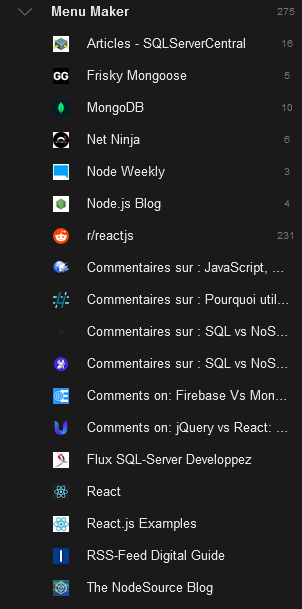 Menu Maker 275
Articles - SQLServerCentral 16
GG Frisky Mongoose 5
MongoDB 10
Net Ninja 6
Node Weekly 3
Node.js Blog 4
r/reactjs 231
Commentaires sur : JavaScript, ...
Commentaires sur : Pourquoi util...
Commentaires sur : SQL vs NoS...
Commentaires sur : SQL vs NoS...
Comments on: Firebase Vs Mon...
Comments on: jQuery vs React: ...
Flux SQL-Server Developpez
React
React.js Examples
RSS-Feed Digital Guide
The NodeSource Blog